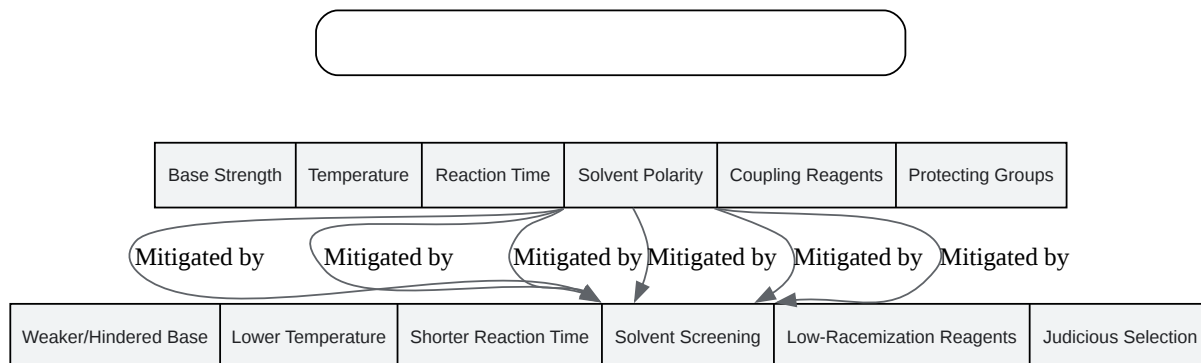 Base Strength
Temperature
Reaction Time
Solvent Polarity
Coupling Reagents
Protecting Groups
Mitigated by
Mitigated by
Mitigated by
Mitigated by
Mitigated by
Mitigated by
Weaker/Hindered Base
Lower Temperature
Shorter Reaction Time
Solvent Screening
Low-Racemization Reagents
Judicious Selection